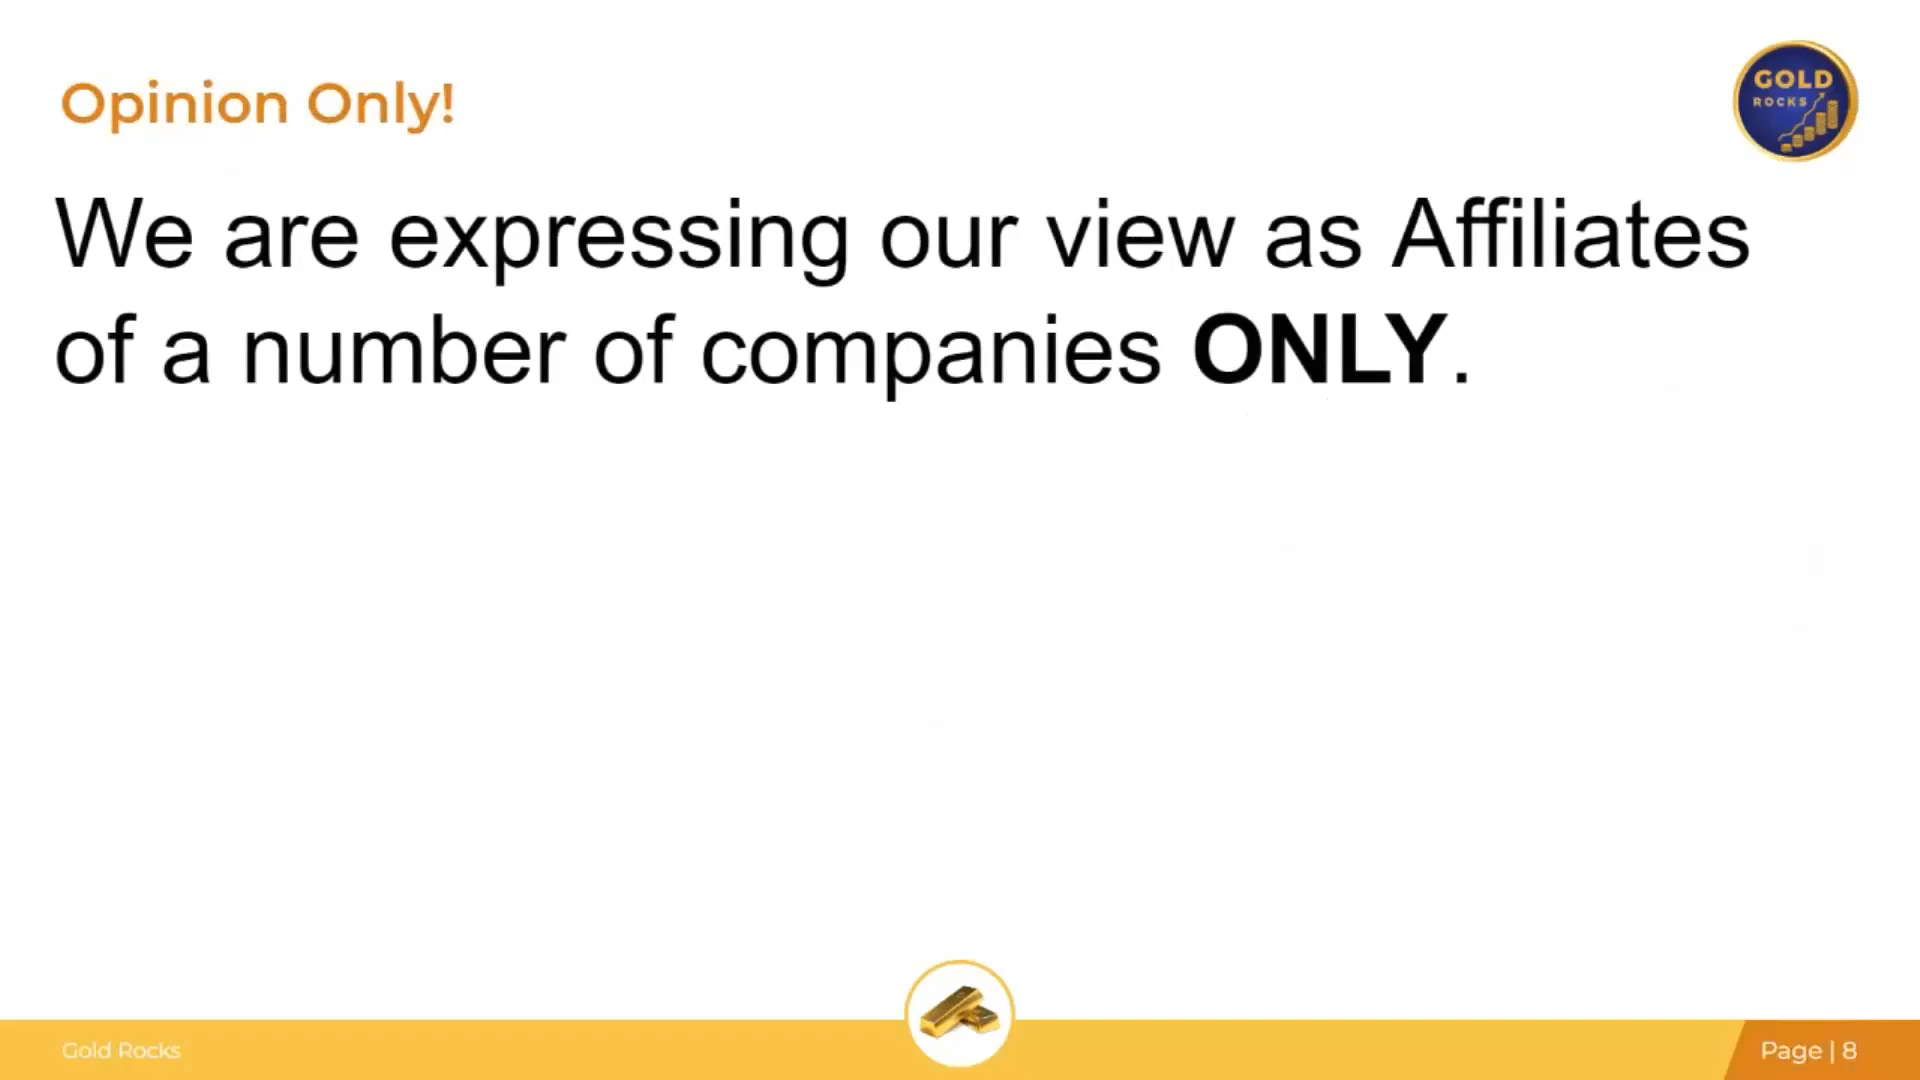 Opinion Only!
GOLD
ROCKS
We are expressing our view as Affiliates
of a number of companies ONLY.
Gold Rocks
Page | 8